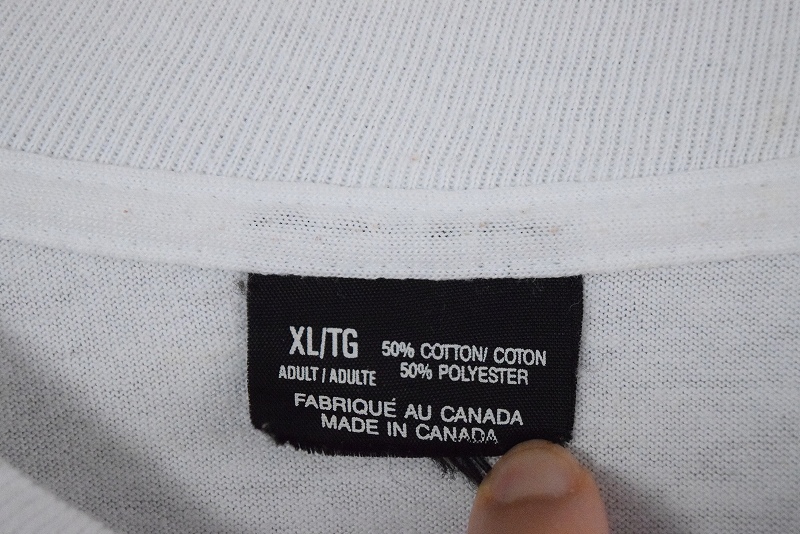 XL/TG
ADULT / ADULTE
50% COTTON/ COTON
50% POLYESTER
FABRIQUÉ AU CANADA
MADE IN CANADA